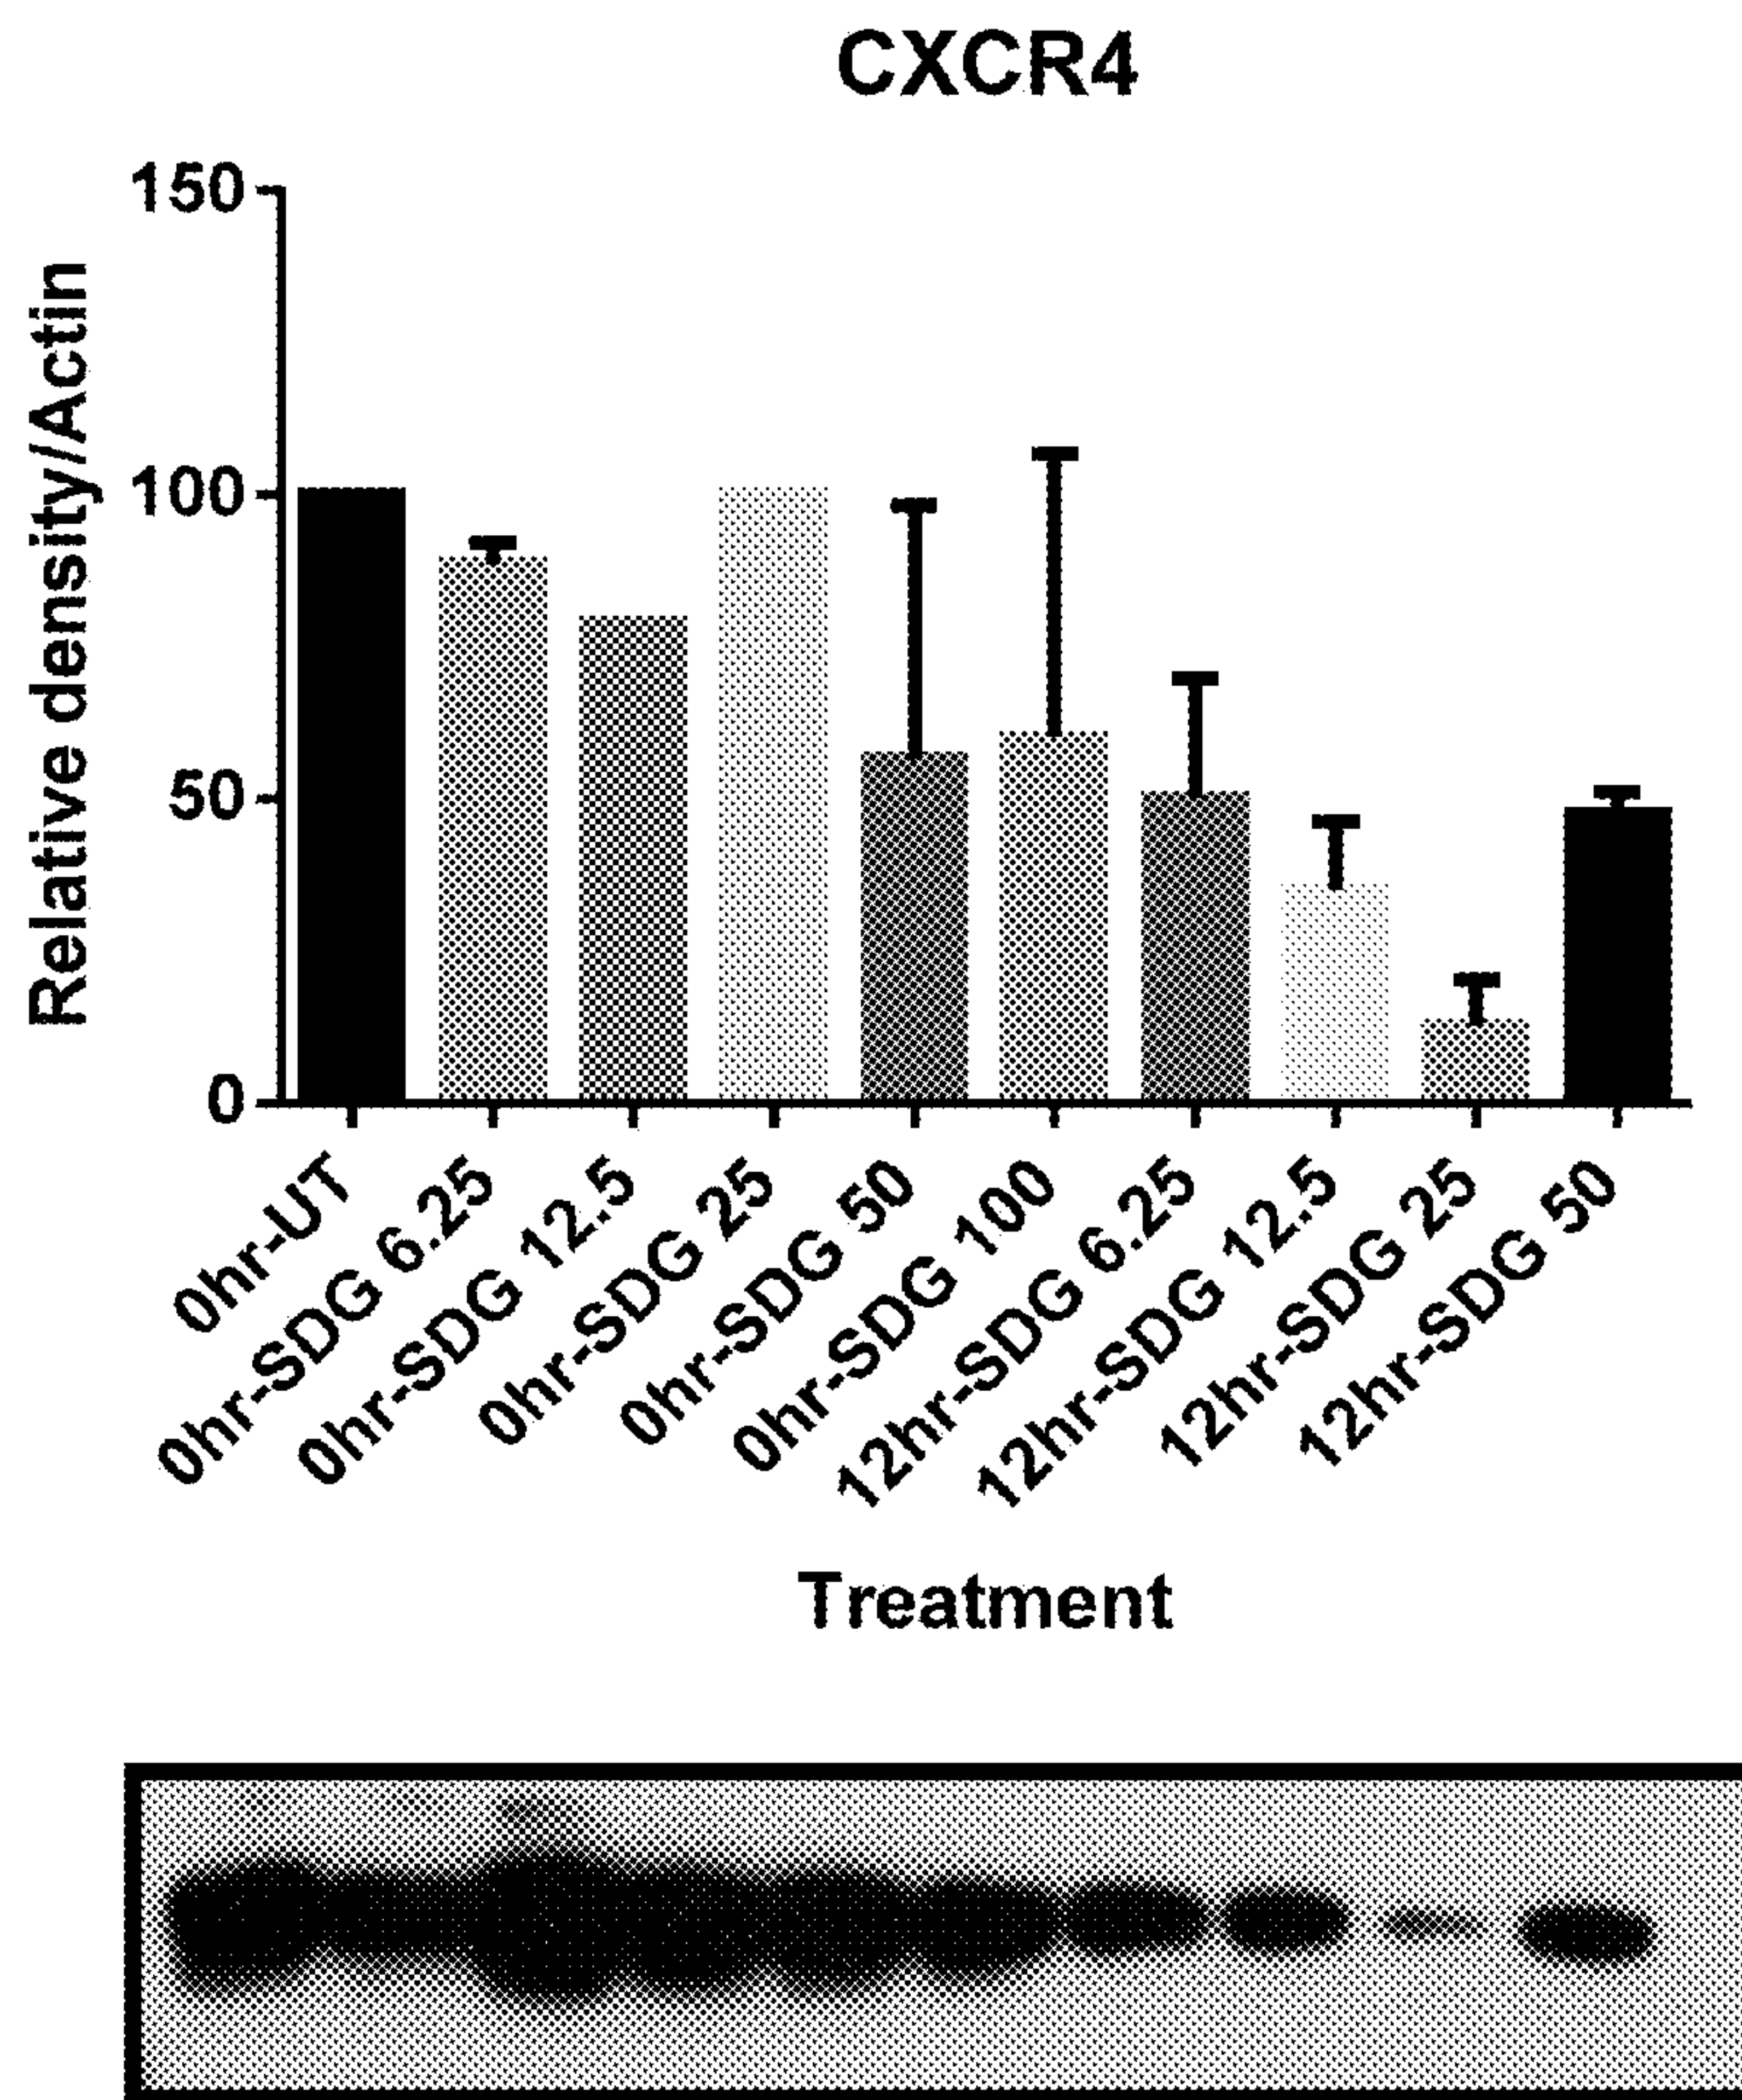 CXCR4
150
100
50
0
Relative density/Actin
0hr-UT
0hr-SDG 6.25
0hr-SDG 12.5
0hr-SDG 25
0hr-SDG 50
0hr-SDG 100
12hr-SDG 6.25
12hr-SDG 12.5
12hr-SDG 25
12hr-SDG 50
Treatment